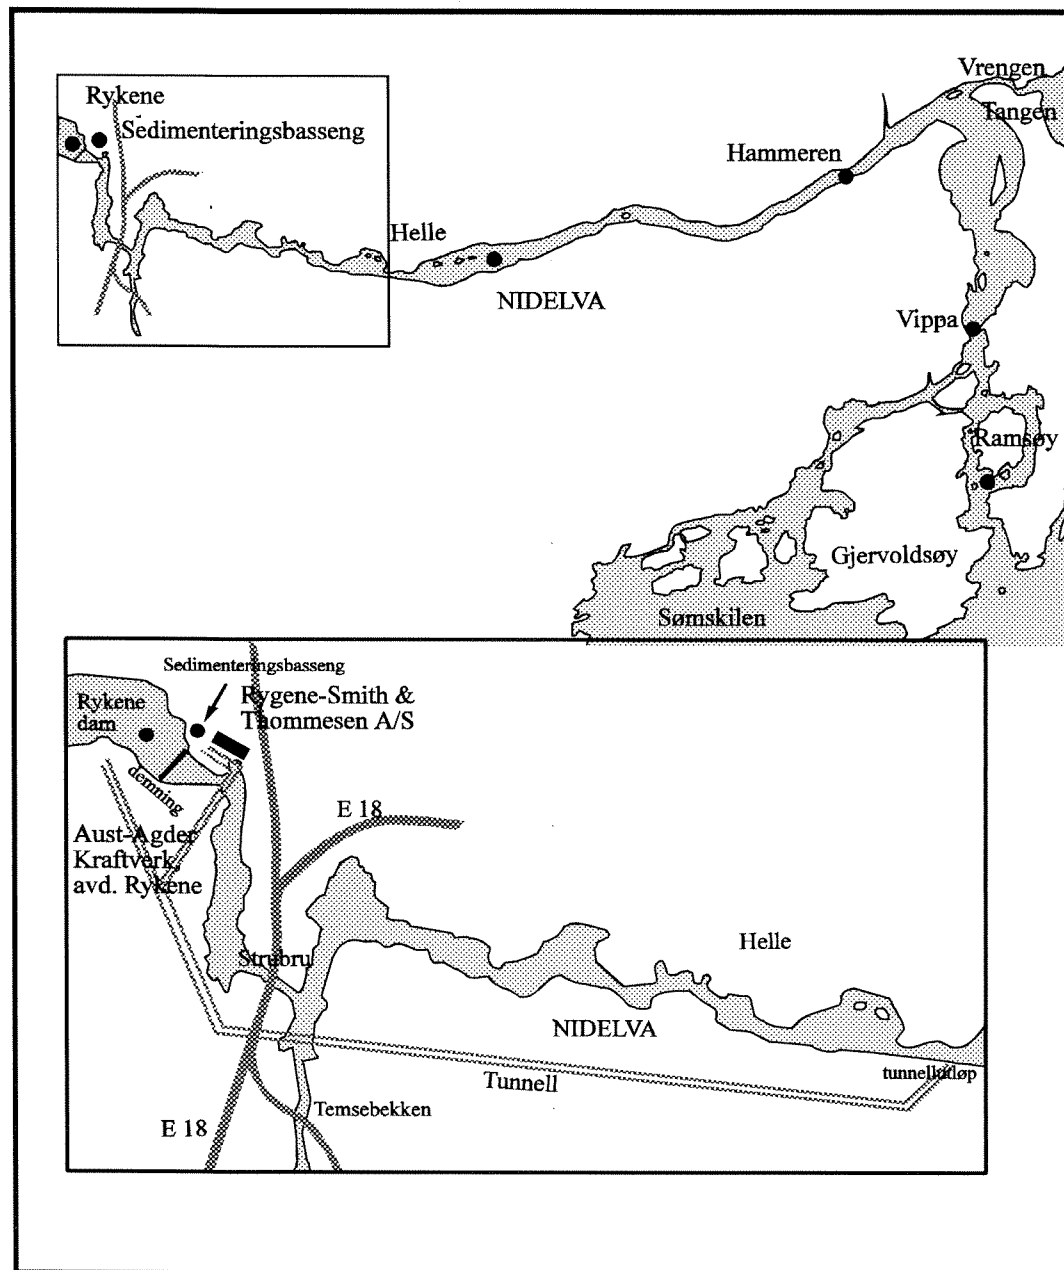 Vrengen
Tangen
Rykene
Sedimenteringsbasseng
Hammeren
Helle
NIDELVA
Vippa
Ramsøy
Gjervoldsøy
Sømskilen
Sedimenteringsbasseng
Rykene
dam
Rygene-Smith &
Thommesen A/S
demning
E 18
Aust-Agder
Kraftverk,
avd. Rykene
Strubru
Helle
NIDELVA
tunnellutløp
Tunnell
Temsebekken
E 18